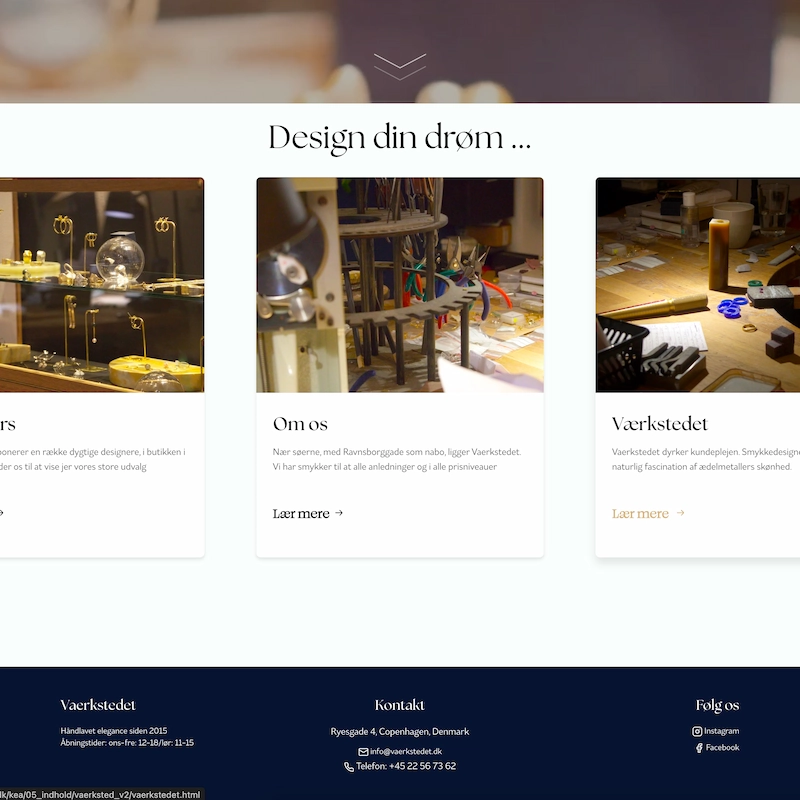 Design din drøm ...
rs
onerer en række dygtige designere, i butikken i
der os til at vise jer vores store udvalg
Om os
Nær søerne, med Ravnsborggade som nabo, ligger Vaerkstedet.
Vi har smykker til at alle anledninger og i alle prisniveauer
Lær mere →
Værkstedet
Vaerkstedet dyrker kundeplejen. Smykkedesigne
naturlig fascination af ædelmetallers skønhed.
Lær mere →
Vaerkstedet
Håndlavet elegance siden 2015
Åbningstider: ons-fre: 12-18/lør: 11-15
Kontakt
Ryesgade 4, Copenhagen, Denmark
info@vaerkstedet.dk
Telefon: +45 22 56 73 62
Følg os
Instagram
Facebook
lk/kea/05_indhold/vaerksted_v2/vaerkstedet.html